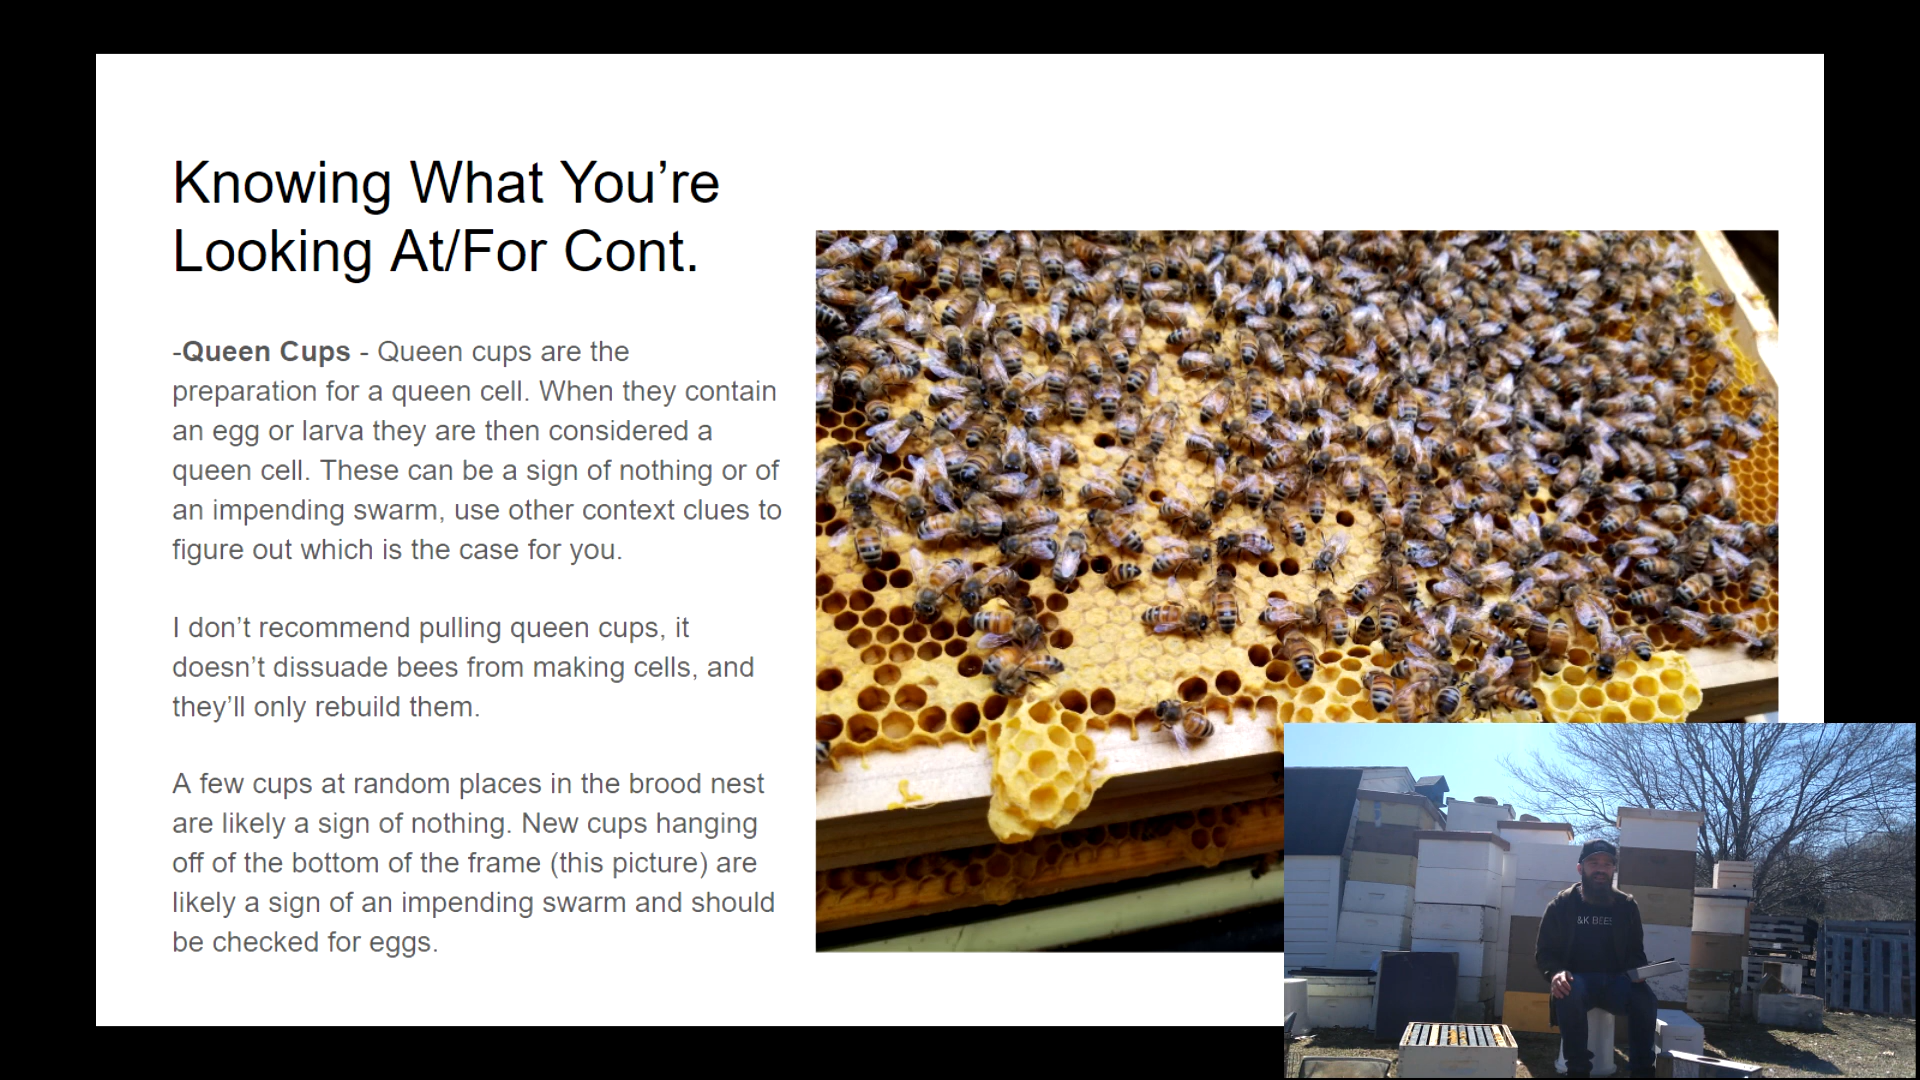 Knowing What You’re
Looking At/For Cont.
-Queen Cups - Queen cups are the
preparation for a queen cell. When they contain
an egg or larva they are then considered a
queen cell. These can be a sign of nothing or of
an impending swarm, use other context clues to
figure out which is the case for you.
I don’t recommend pulling queen cups, it
doesn’t dissuade bees from making cells, and
they’ll only rebuild them.
A few cups at random places in the brood nest
are likely a sign of nothing. New cups hanging
off of the bottom of the frame (this picture) are
likely a sign of an impending swarm and should
be checked for eggs.
&K BEES